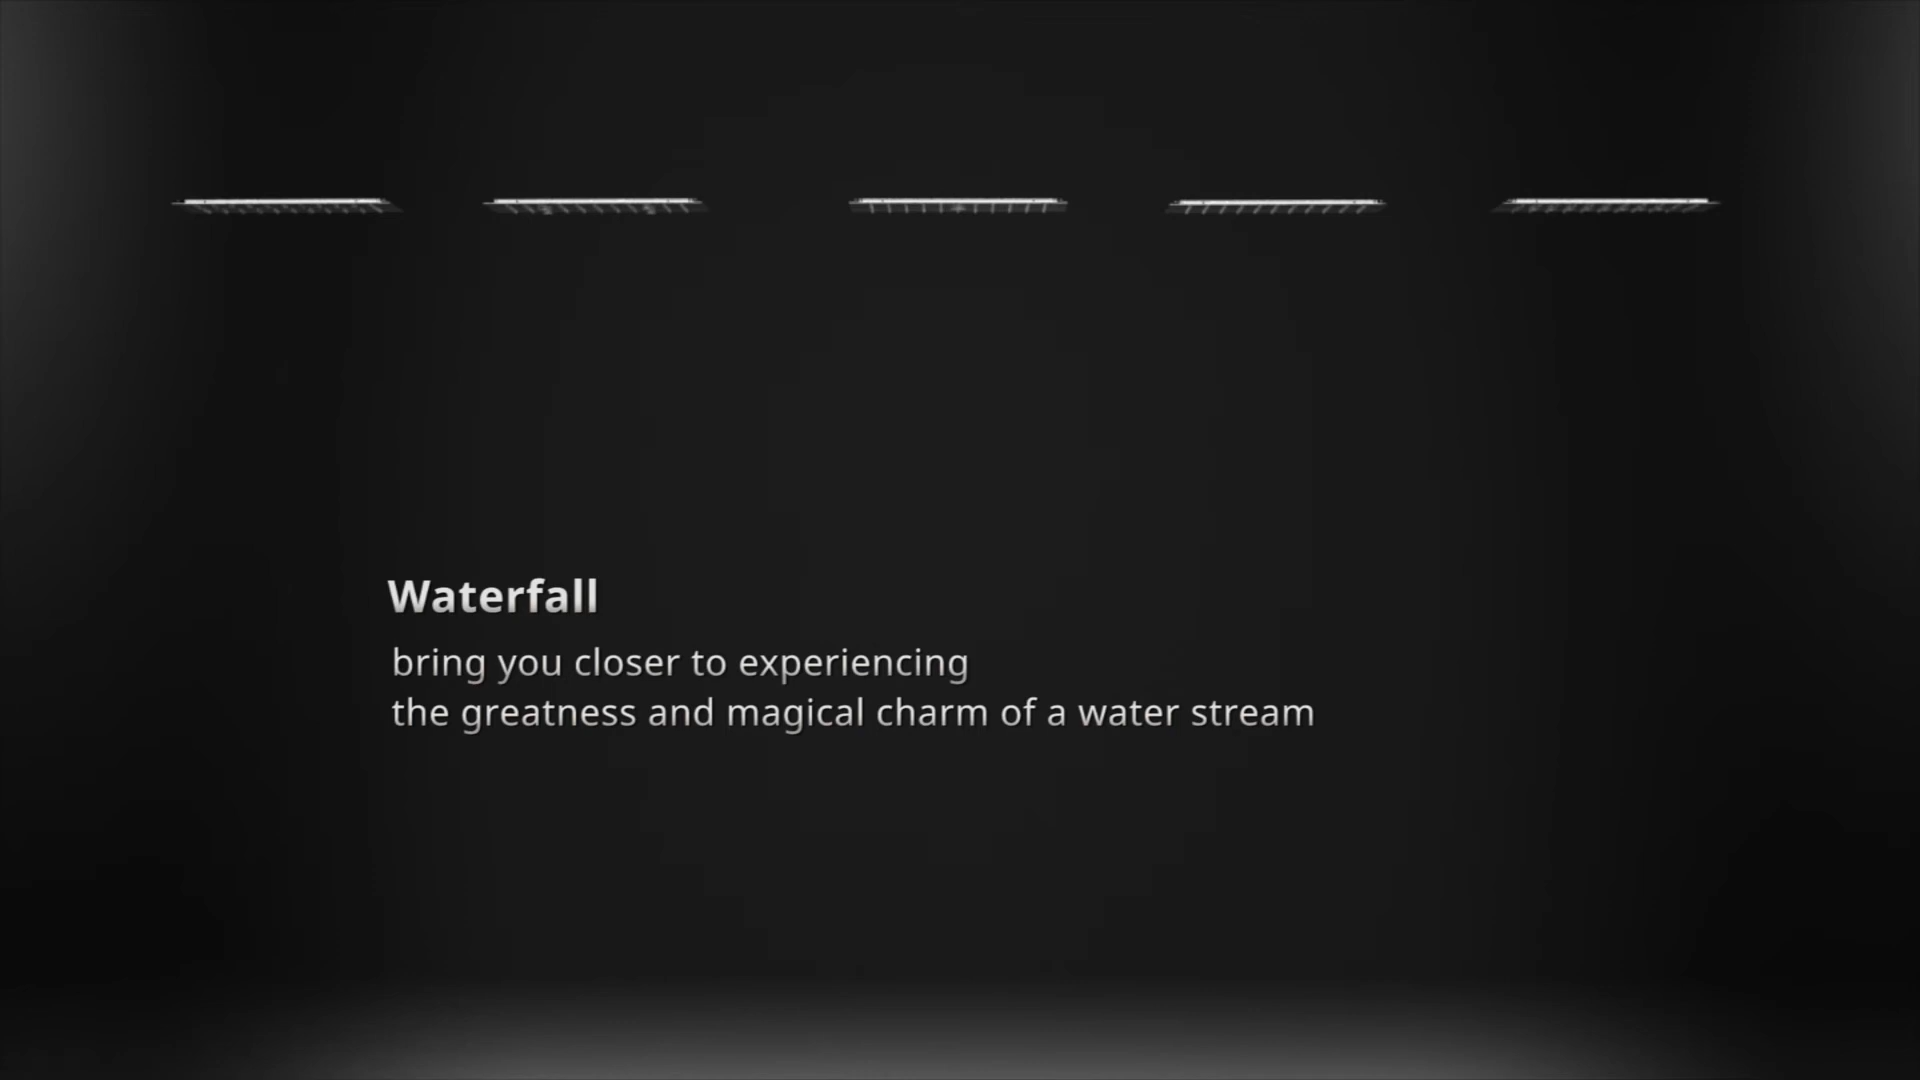 Waterfall
bring you closer to experiencing
the greatness and magical charm of a water stream